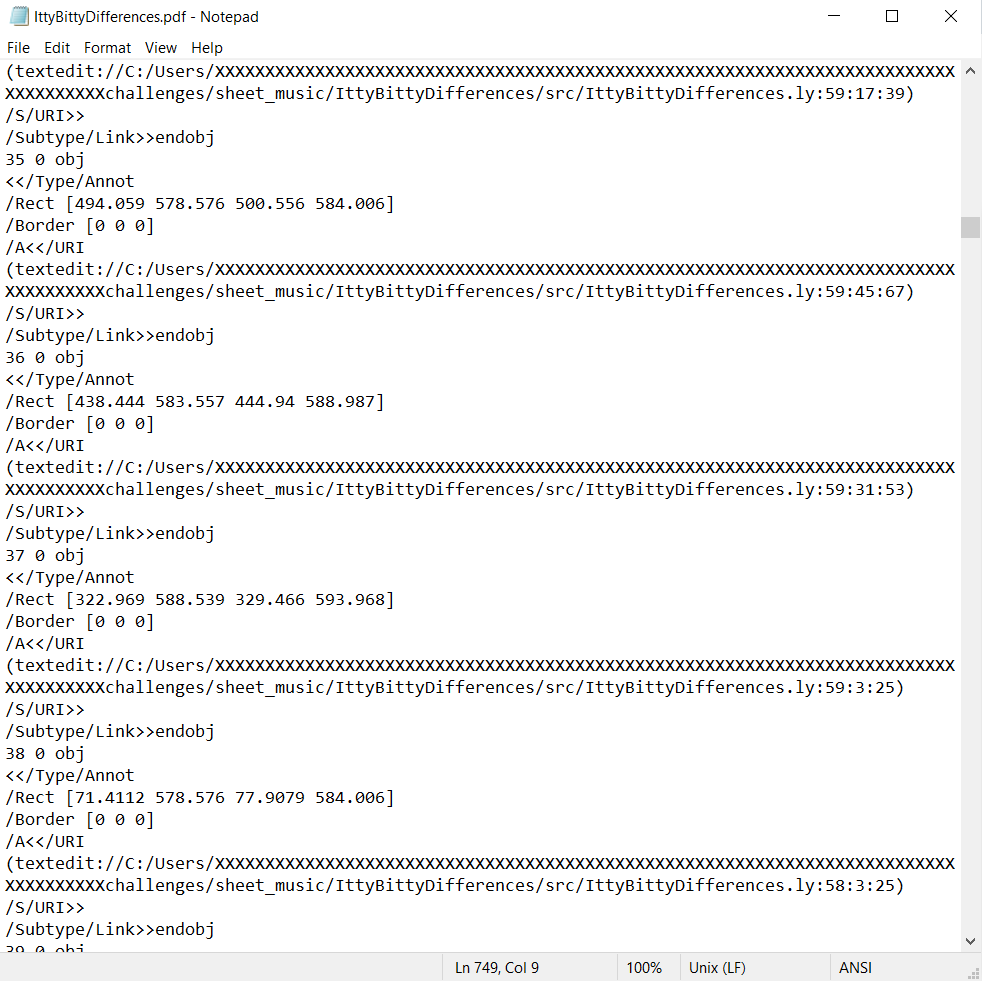 IttyBittyDifferences.pdf - Notepad
File Edit Format View Help
(textedit://C:/Users/XXXXXXXXXXXXXXXXXXXXXXXXXXXXXXXXXXXXXXXXXXXXXXXXXXXXXXXXXXXXXXXXXXXXXXXXXX
XXXXXXXXXXchallenges/sheet_music/IttyBittyDifferences/src/IttyBittyDifferences.ly:59:17:39)
/S/URI>>
/Subtype/Link>>endobj
35 0 obj
<</Type/Annot
/Rect [494.059 578.576 500.556 584.006]
/Border [0 0 0]
/A<</URI
(textedit://C:/Users/XXXXXXXXXXXXXXXXXXXXXXXXXXXXXXXXXXXXXXXXXXXXXXXXXXXXXXXXXXXXXXXXXXXXXXXXXX
XXXXXXXXXXchallenges/sheet_music/IttyBittyDifferences/src/IttyBittyDifferences.ly:59:45:67)
/S/URI>>
/Subtype/Link>>endobj
36 0 obj
<</Type/Annot
/Rect [438.444 583.557 444.94 588.987]
/Border [0 0 0]
/A<</URI
(textedit://C:/Users/XXXXXXXXXXXXXXXXXXXXXXXXXXXXXXXXXXXXXXXXXXXXXXXXXXXXXXXXXXXXXXXXXXXXXXXXXX
XXXXXXXXXXchallenges/sheet_music/IttyBittyDifferences/src/IttyBittyDifferences.ly:59:31:53)
/S/URI>>
/Subtype/Link>>endobj
37 0 obj
<</Type/Annot
/Rect [322.969 588.539 329.466 593.968]
/Border [0 0 0]
/A<</URI
(textedit://C:/Users/XXXXXXXXXXXXXXXXXXXXXXXXXXXXXXXXXXXXXXXXXXXXXXXXXXXXXXXXXXXXXXXXXXXXXXXXXX
XXXXXXXXXXchallenges/sheet_music/IttyBittyDifferences/src/IttyBittyDifferences.ly:59:3:25)
/S/URI>>
/Subtype/Link>>endobj
38 0 obj
<</Type/Annot
/Rect [71.4112 578.576 77.9079 584.006]
/Border [0 0 0]
/A<</URI
(textedit://C:/Users/XXXXXXXXXXXXXXXXXXXXXXXXXXXXXXXXXXXXXXXXXXXXXXXXXXXXXXXXXXXXXXXXXXXXXXXXXX
XXXXXXXXXXchallenges/sheet_music/IttyBittyDifferences/src/IttyBittyDifferences.ly:58:3:25)
/S/URI>>
/Subtype/Link>>endobj
39 0 obj
Ln 749, Col 9 100% Unix (LF) ANSI